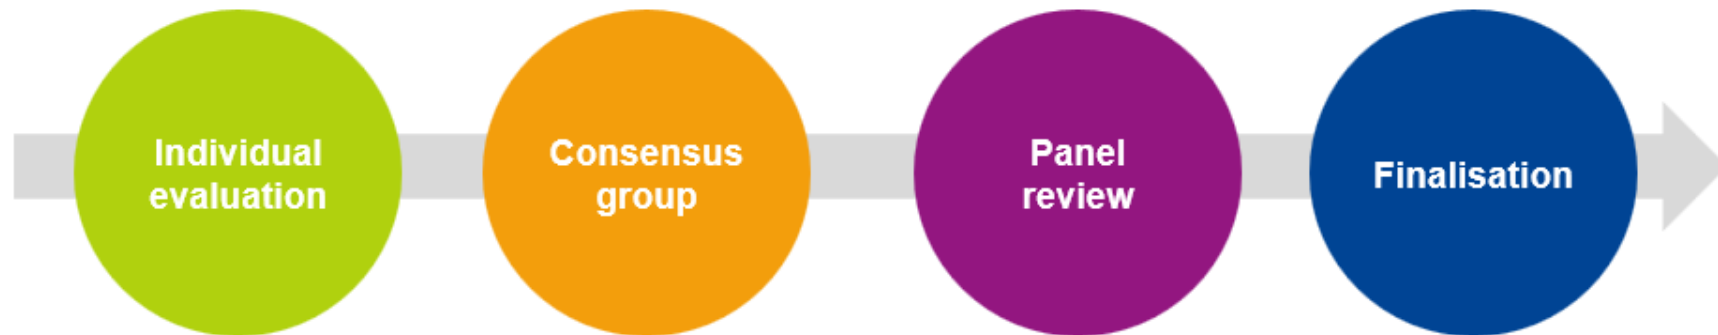 Individual
evaluation
Consensus
group
Panel
review
Finalisation